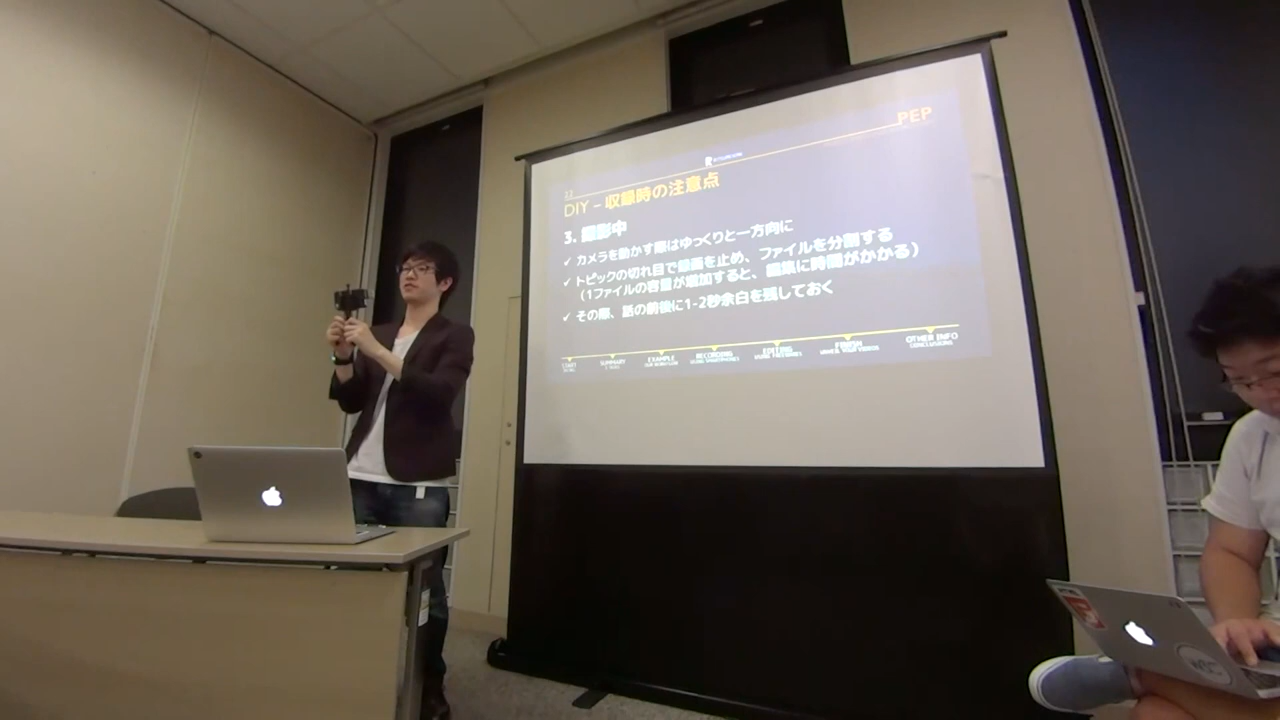 PEP
23
DIY - 収録時の注意点
3. 撮影中
✓ カメラを動かす際はゆっくりと一方向に
✓ トピックの切れ目で録画を止め、ファイルを分割する
(1ファイルの容量が増加すると、編集に時間がかかる)
✓ その際、話の前後に1-2秒余白を残しておく
START
SUMMARY
EXAMPLE
RECORDING
EDITING
FINISH
OTHER INFO
CONCLUSIONS